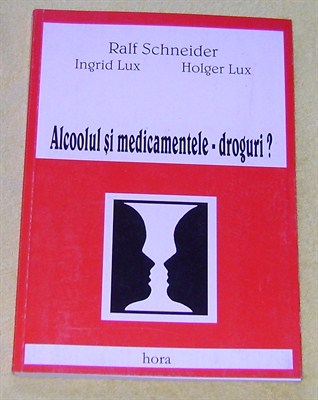 Ralf Schneider
Ingrid Lux Holger Lux
Alcoolul și medicamentele - droguri ?
hora